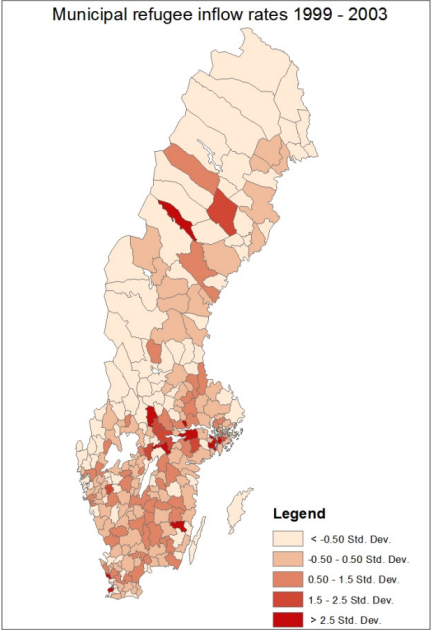 Municipal refugee inflow rates 1999 - 2003
Legend
< -0.50 Std. Dev.
-0.50 - 0.50 Std. Dev.
0.50 - 1.5 Std. Dev.
1.5 - 2.5 Std. Dev.
> 2.5 Std. Dev.